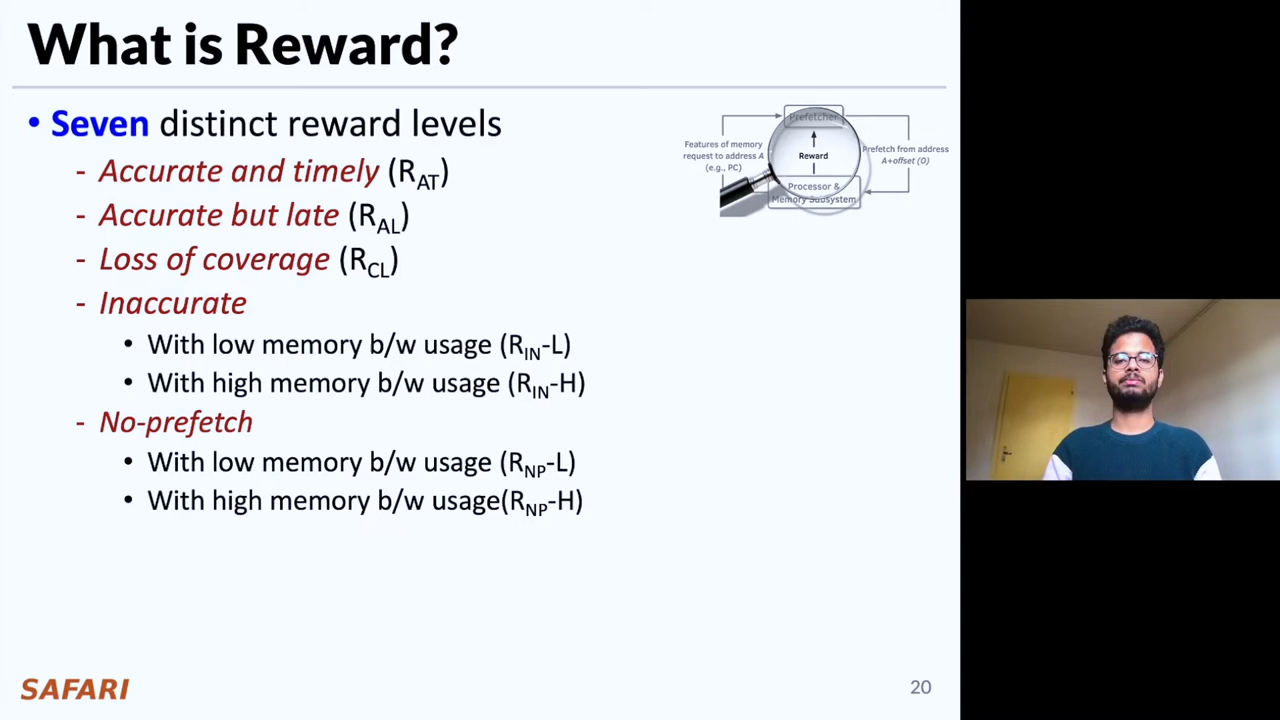 What is Reward?
• Seven distinct reward levels
- Accurate and timely (RAT)
- Accurate but late (RAL)
- Loss of coverage (RCL)
- Inaccurate
• With low memory b/w usage (RIN-L)
• With high memory b/w usage (RIN-H)
- No-prefetch
• With low memory b/w usage (RNP-L)
• With high memory b/w usage(RNP-H)
Prefetcher
Features of memory
request to address A
(e.g., PC)
Reward
Prefetch from address
A+offset (O)
Processor &
Memory Subsystem
SAFARI
20